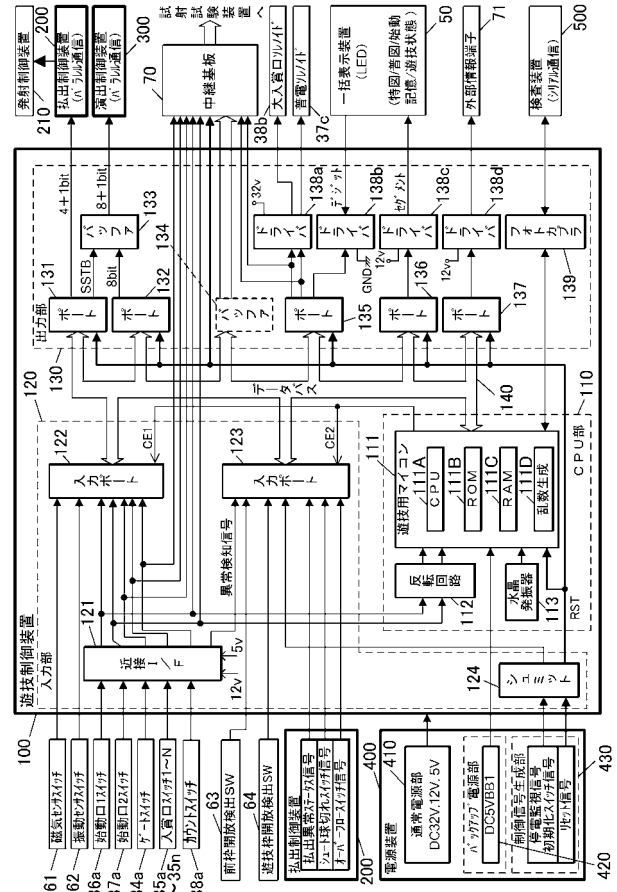 遊技制御装置
100
入力部
120
61
磁気センサスイッチ
62
振動センサスイッチ
36a
始動口1スイッチ
37a
始動口2スイッチ
34a
ゲートスイッチ
35a
~35n
入賞口スイッチ1~N
38a
カウントスイッチ
63
前枠開放検出SW
64
遊技枠開放検出SW
払出制御装置
払出異常ステータス信号
シュート球切れスイッチ信号
オーバーフロースイッチ信号
200
400
電源装置
410
通常電源部
DC32V,12V,5V
バックアップ電源部
DC5VBB1
420
制御信号生成部
停電監視信号
初期化スイッチ信号
リセット信号
430
121
近接
I/F
12v
5v
異常検知信号
122
入力ポート
CE1
123
入力ポート
CE2
124
シュミット
RST
110
CPU部
111
遊技用マイコン
111A
CPU
111B
ROM
111C
RAM
111D
乱数生成
112
反転回路
113
水晶発振器
データバス
140
出力部
130
131
ポート
132
ポート
SSTB
8bit
133
バッファ
4+1bit
8+1bit
134
バッファ
135
ポート
136
ポート
137
ポート
32v
ドライバ
138a
デジット
ドライバ
138b
GND
セグメント
ドライバ
138c
12v
ドライバ
138d
12v
フォトカプラ
139
発射制御装置
210
払出制御装置
(パラレル通信)
200
演出制御装置
(パラレル通信)
300
70
中継基板
試射試験装置へ
大入賞口ソレノイド
38b
普電ソレノイド
37c
一括表示装置
(LED)
50
(特図/普図/始動
記憶/遊技状態)
外部情報端子
71
検査装置
(シリアル通信)
500